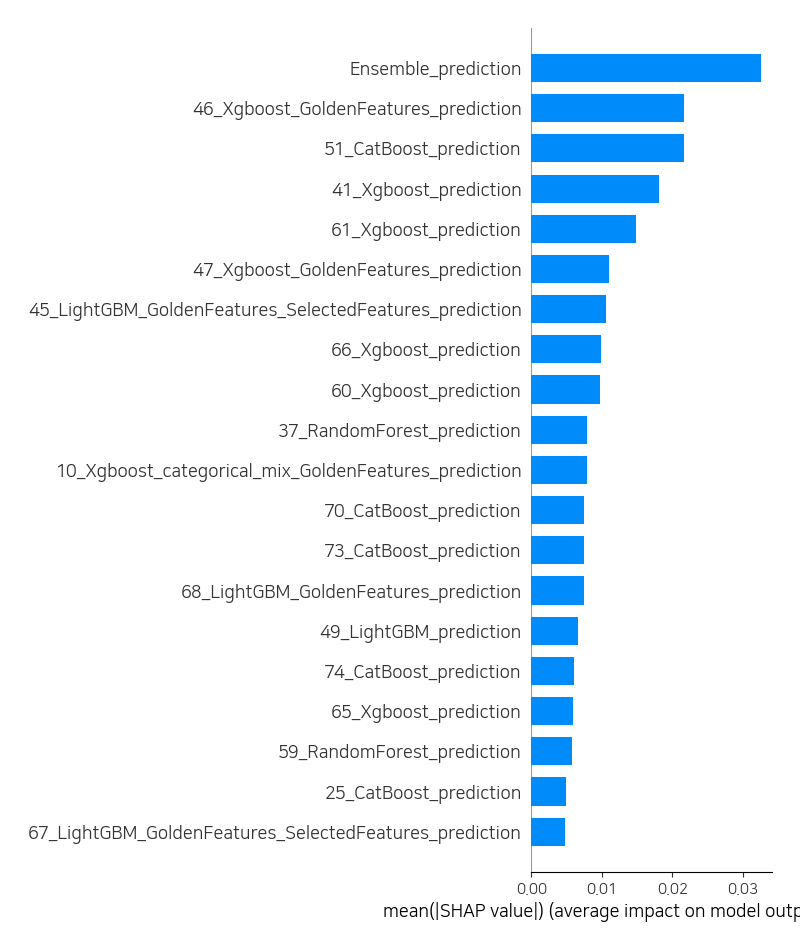 Ensemble_prediction
46_Xgboost_GoldenFeatures_prediction
51_CatBoost_prediction
41_Xgboost_prediction
61_Xgboost_prediction
47_Xgboost_GoldenFeatures_prediction
45_LightGBM_GoldenFeatures_SelectedFeatures_prediction
66_Xgboost_prediction
60_Xgboost_prediction
37_RandomForest_prediction
10_Xgboost_categorical_mix_GoldenFeatures_prediction
70_CatBoost_prediction
73_CatBoost_prediction
68_LightGBM_GoldenFeatures_prediction
49_LightGBM_prediction
74_CatBoost_prediction
65_Xgboost_prediction
59_RandomForest_prediction
25_CatBoost_prediction
67_LightGBM_GoldenFeatures_SelectedFeatures_prediction
0.00 0.01 0.02 0.03
mean(|SHAP value|) (average impact on model outp